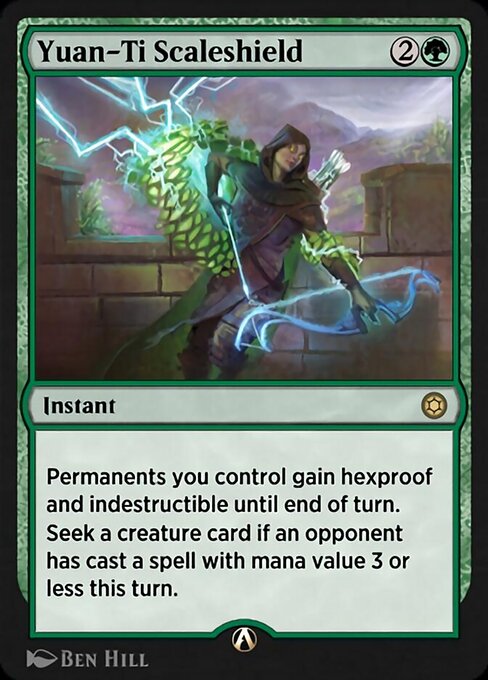 Yuan-Ti Scaleshield 2
Instant
Permanents you control gain hexproof
and indestructible until end of turn.
Seek a creature card if an opponent
has cast a spell with mana value 3 or
less this turn.
Ben Hill